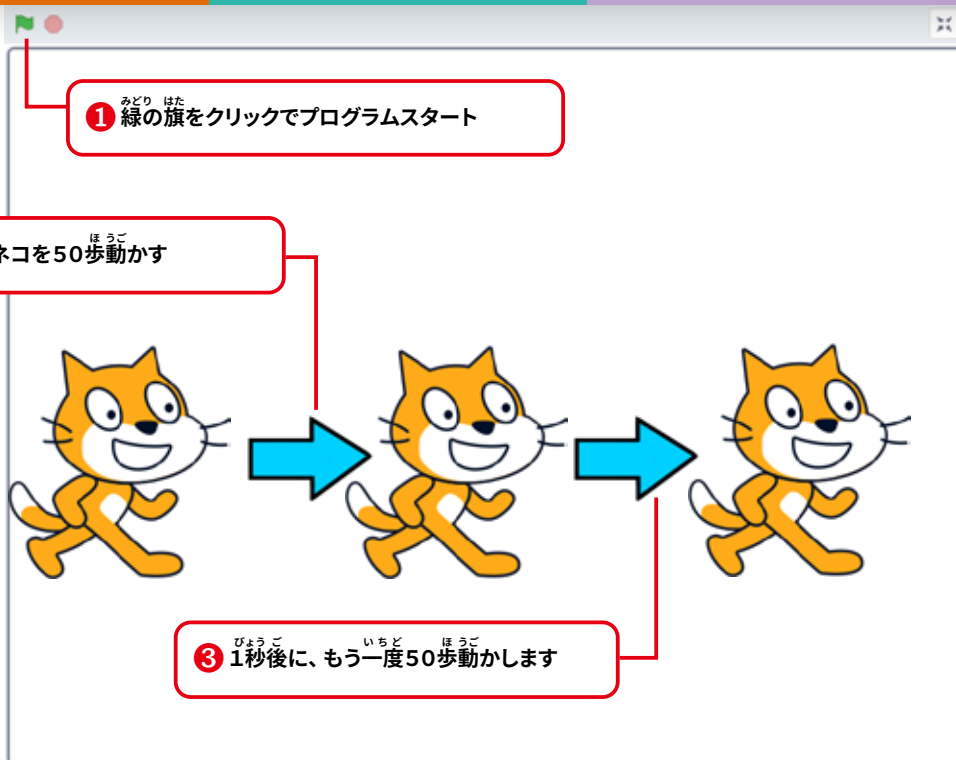 みどり はた
❶ 緑の旗をクリックでプログラムスタート
ほ うご
ネコを50歩動かす
びょう ご いちど ほ うご
❸ 1秒後に、もう一度50歩動かします